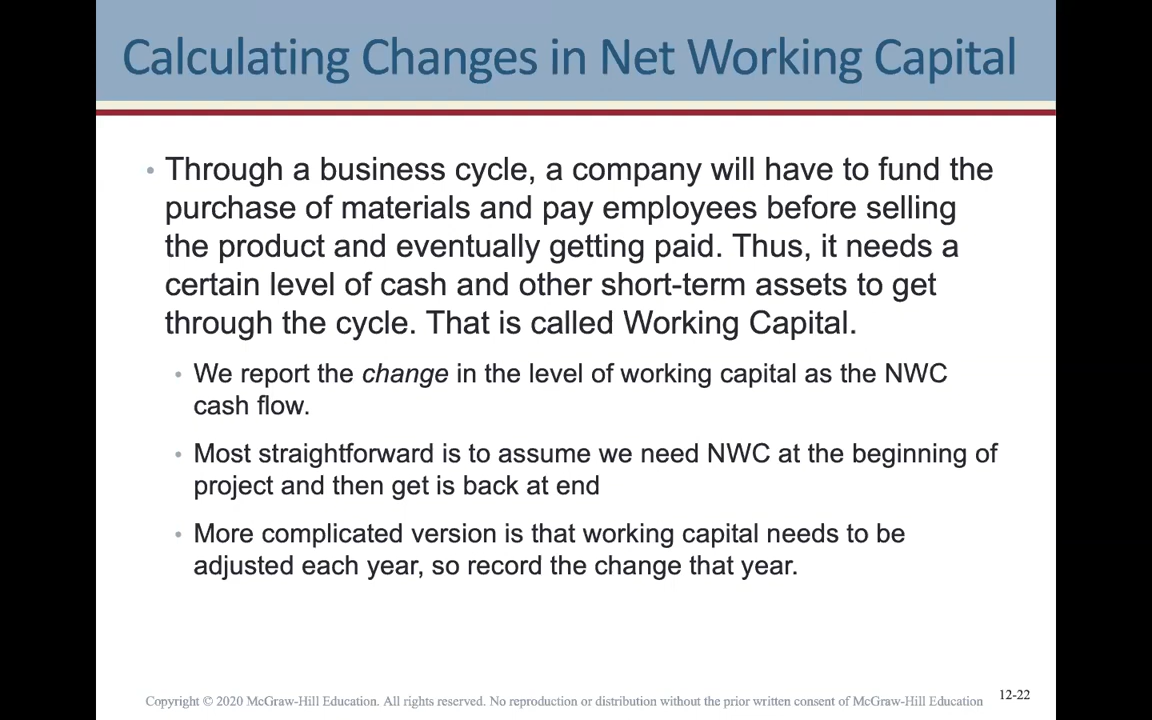 Calculating Changes in Net Working Capital
• Through a business cycle, a company will have to fund the
purchase of materials and pay employees before selling
the product and eventually getting paid. Thus, it needs a
certain level of cash and other short-term assets to get
through the cycle. That is called Working Capital.
• We report the change in the level of working capital as the NWC
cash flow.
• Most straightforward is to assume we need NWC at the beginning of
project and then get is back at end
• More complicated version is that working capital needs to be
adjusted each year, so record the change that year.
Copyright © 2020 McGraw-Hill Education. All rights reserved. No reproduction or distribution without the prior written consent of McGraw-Hill Education
12-22